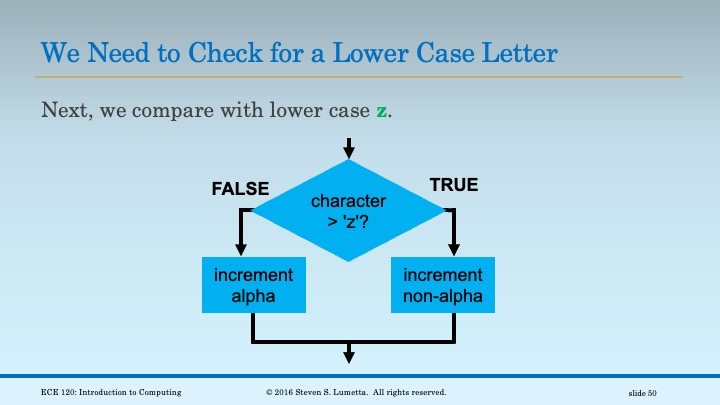 We Need to Check for a Lower Case Letter
Next, we compare with lower case z.
FALSE
TRUE
character
> 'z'?
increment
alpha
increment
non-alpha
ECE 120: Introduction to Computing
© 2016 Steven S. Lumetta. All rights reserved.
slide 50